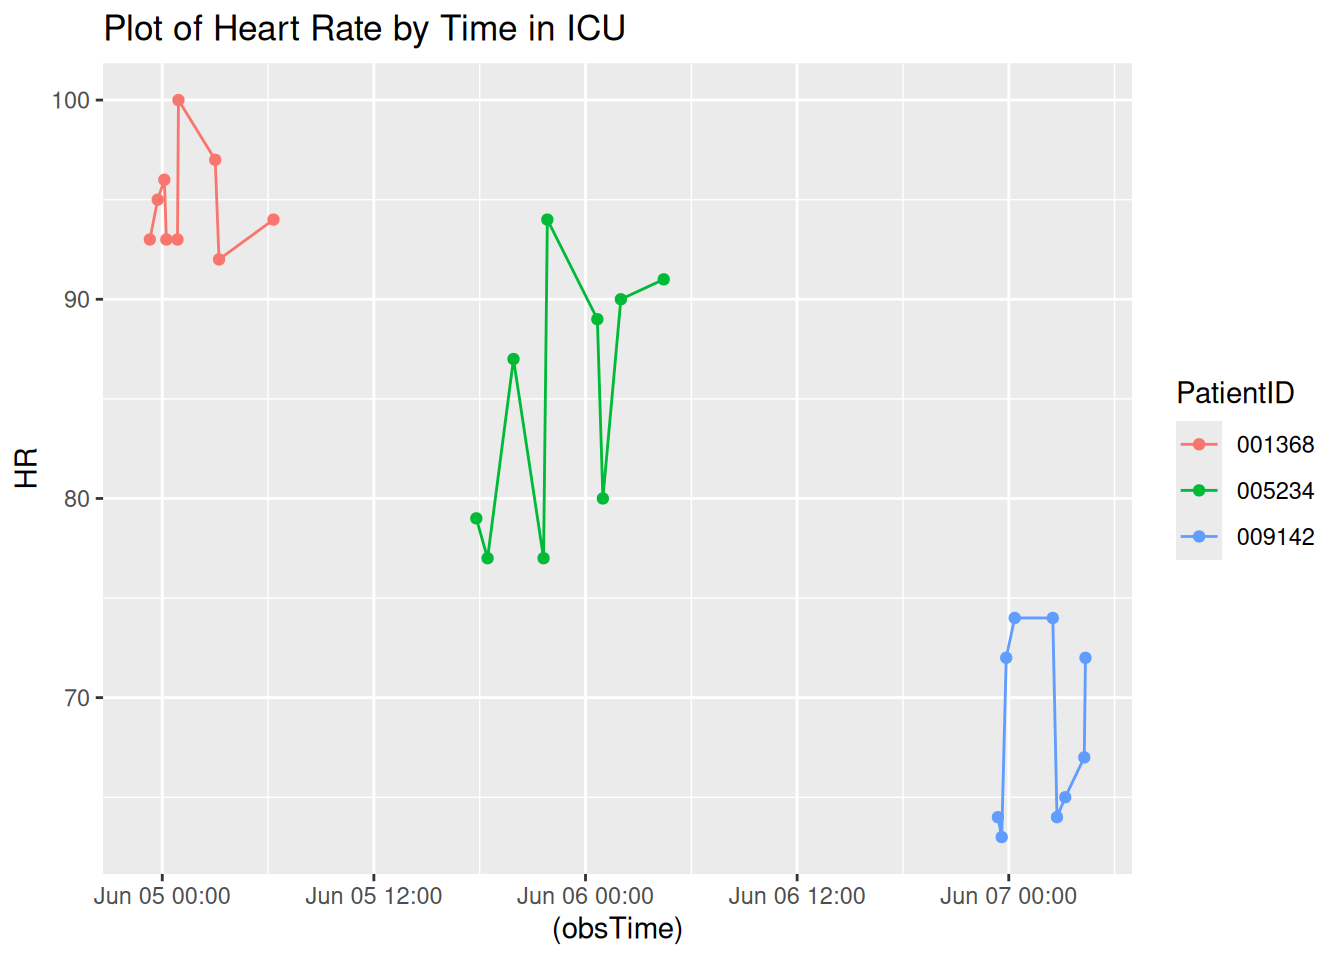 Plot of Heart Rate by Time in ICU
100
90
80
70
HR
Jun 05 00:00
Jun 05 12:00
Jun 06 00:00
Jun 06 12:00
Jun 07 00:00
(obsTime)
PatientID
001368
005234
009142